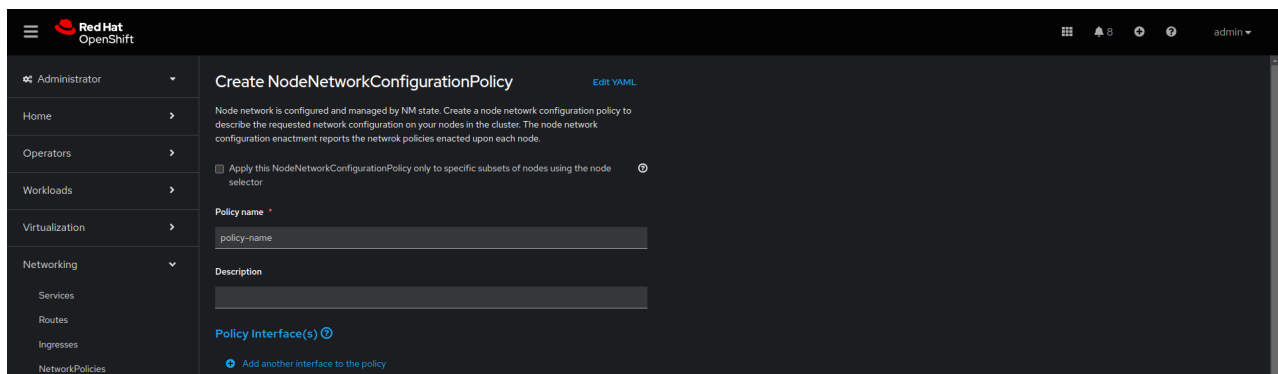 Red Hat
OpenShift
8
admin
Administrator
Home
Operators
Workloads
Virtualization
Networking
Services
Routes
Ingresses
NetworkPolicies
Create NodeNetworkConfigurationPolicy
Edit YAML
Node network is configured and managed by NM state. Create a node netowrk configuration policy to
describe the requested network configuration on your nodes in the cluster. The node network
configuration enactment reports the netwrok policies enacted upon each node.
Apply this NodeNetworkConfigurationPolicy only to specific subsets of nodes using the node
selector
Policy name *
policy-name
Description
Policy Interface(s)
Add another interface to the policy